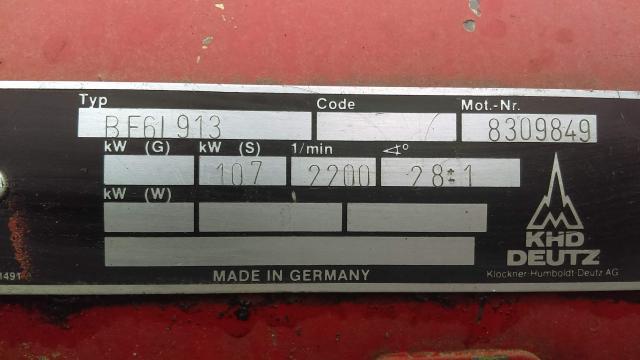 Typ Code Mot.-Nr.
BF6L913 8309849
kW (G) kW (S) 1/min ∢°
107 2200 28±1
kW (W)
KHD
DEUTZ
MADE IN GERMANY Klöckner-Humboldt-Deutz AG
1491